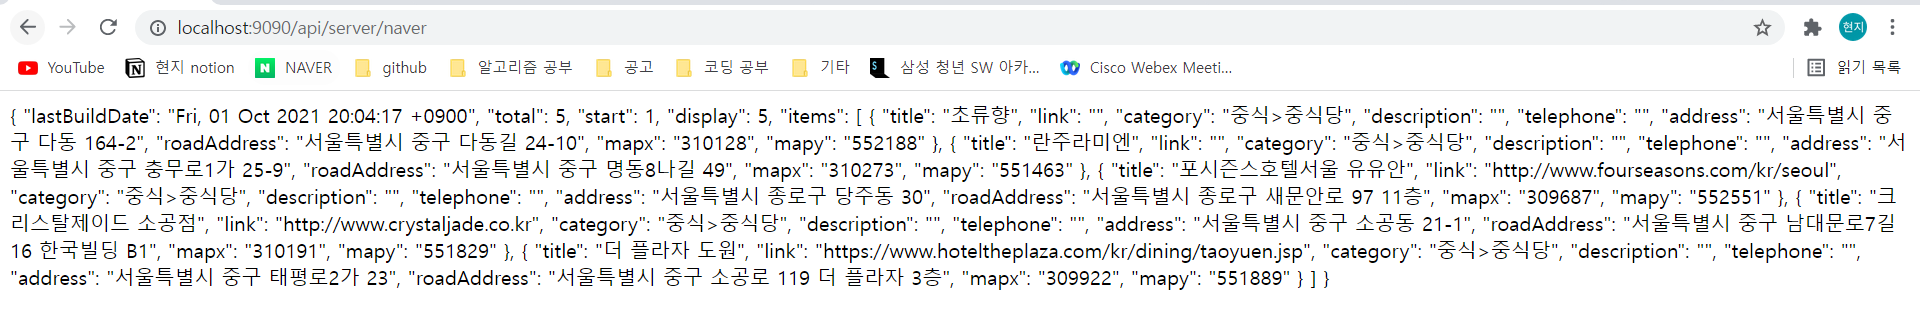 localhost:9090/api/server/naver
현지
YouTube 현지 notion NAVER github 알고리즘 공부 공고 코딩 공부 기타 삼성 청년 SW 아카... Cisco Webex Meeti... 읽기 목록
{ "lastBuildDate": "Fri, 01 Oct 2021 20:04:17 +0900", "total": 5, "start": 1, "display": 5, "items": [ { "title": "초류향", "link": "", "category": "중식>중식당", "description": "", "telephone": "", "address": "서울특별시 중
구 다동 164-2", "roadAddress": "서울특별시 중구 다동길 24-10", "mapx": "310128", "mapy": "552188" }, { "title": "란주라미엔", "link": "", "category": "중식>중식당", "description": "", "telephone": "", "address": "서
울특별시 중구 충무로1가 25-9", "roadAddress": "서울특별시 중구 명동8나길 49", "mapx": "310273", "mapy": "551463" }, { "title": "포시즌스호텔서울 유유안", "link": "http://www.fourseasons.com/kr/seoul",
"category": "중식>중식당", "description": "", "telephone": "", "address": "서울특별시 종로구 당주동 30", "roadAddress": "서울특별시 종로구 새문안로 97 11층", "mapx": "309687", "mapy": "552551" }, { "title": "크
리스탈제이드 소공점", "link": "http://www.crystaljade.co.kr", "category": "중식>중식당", "description": "", "telephone": "", "address": "서울특별시 중구 소공동 21-1", "roadAddress": "서울특별시 중구 남대문로7길
16 한국빌딩 B1", "mapx": "310191", "mapy": "551829" }, { "title": "더 플라자 도원", "link": "https://www.hoteltheplaza.com/kr/dining/taoyuen.jsp", "category": "중식>중식당", "description": "", "telephone": "",
"address": "서울특별시 중구 태평로2가 23", "roadAddress": "서울특별시 중구 소공로 119 더 플라자 3층", "mapx": "309922", "mapy": "551889" } ] }